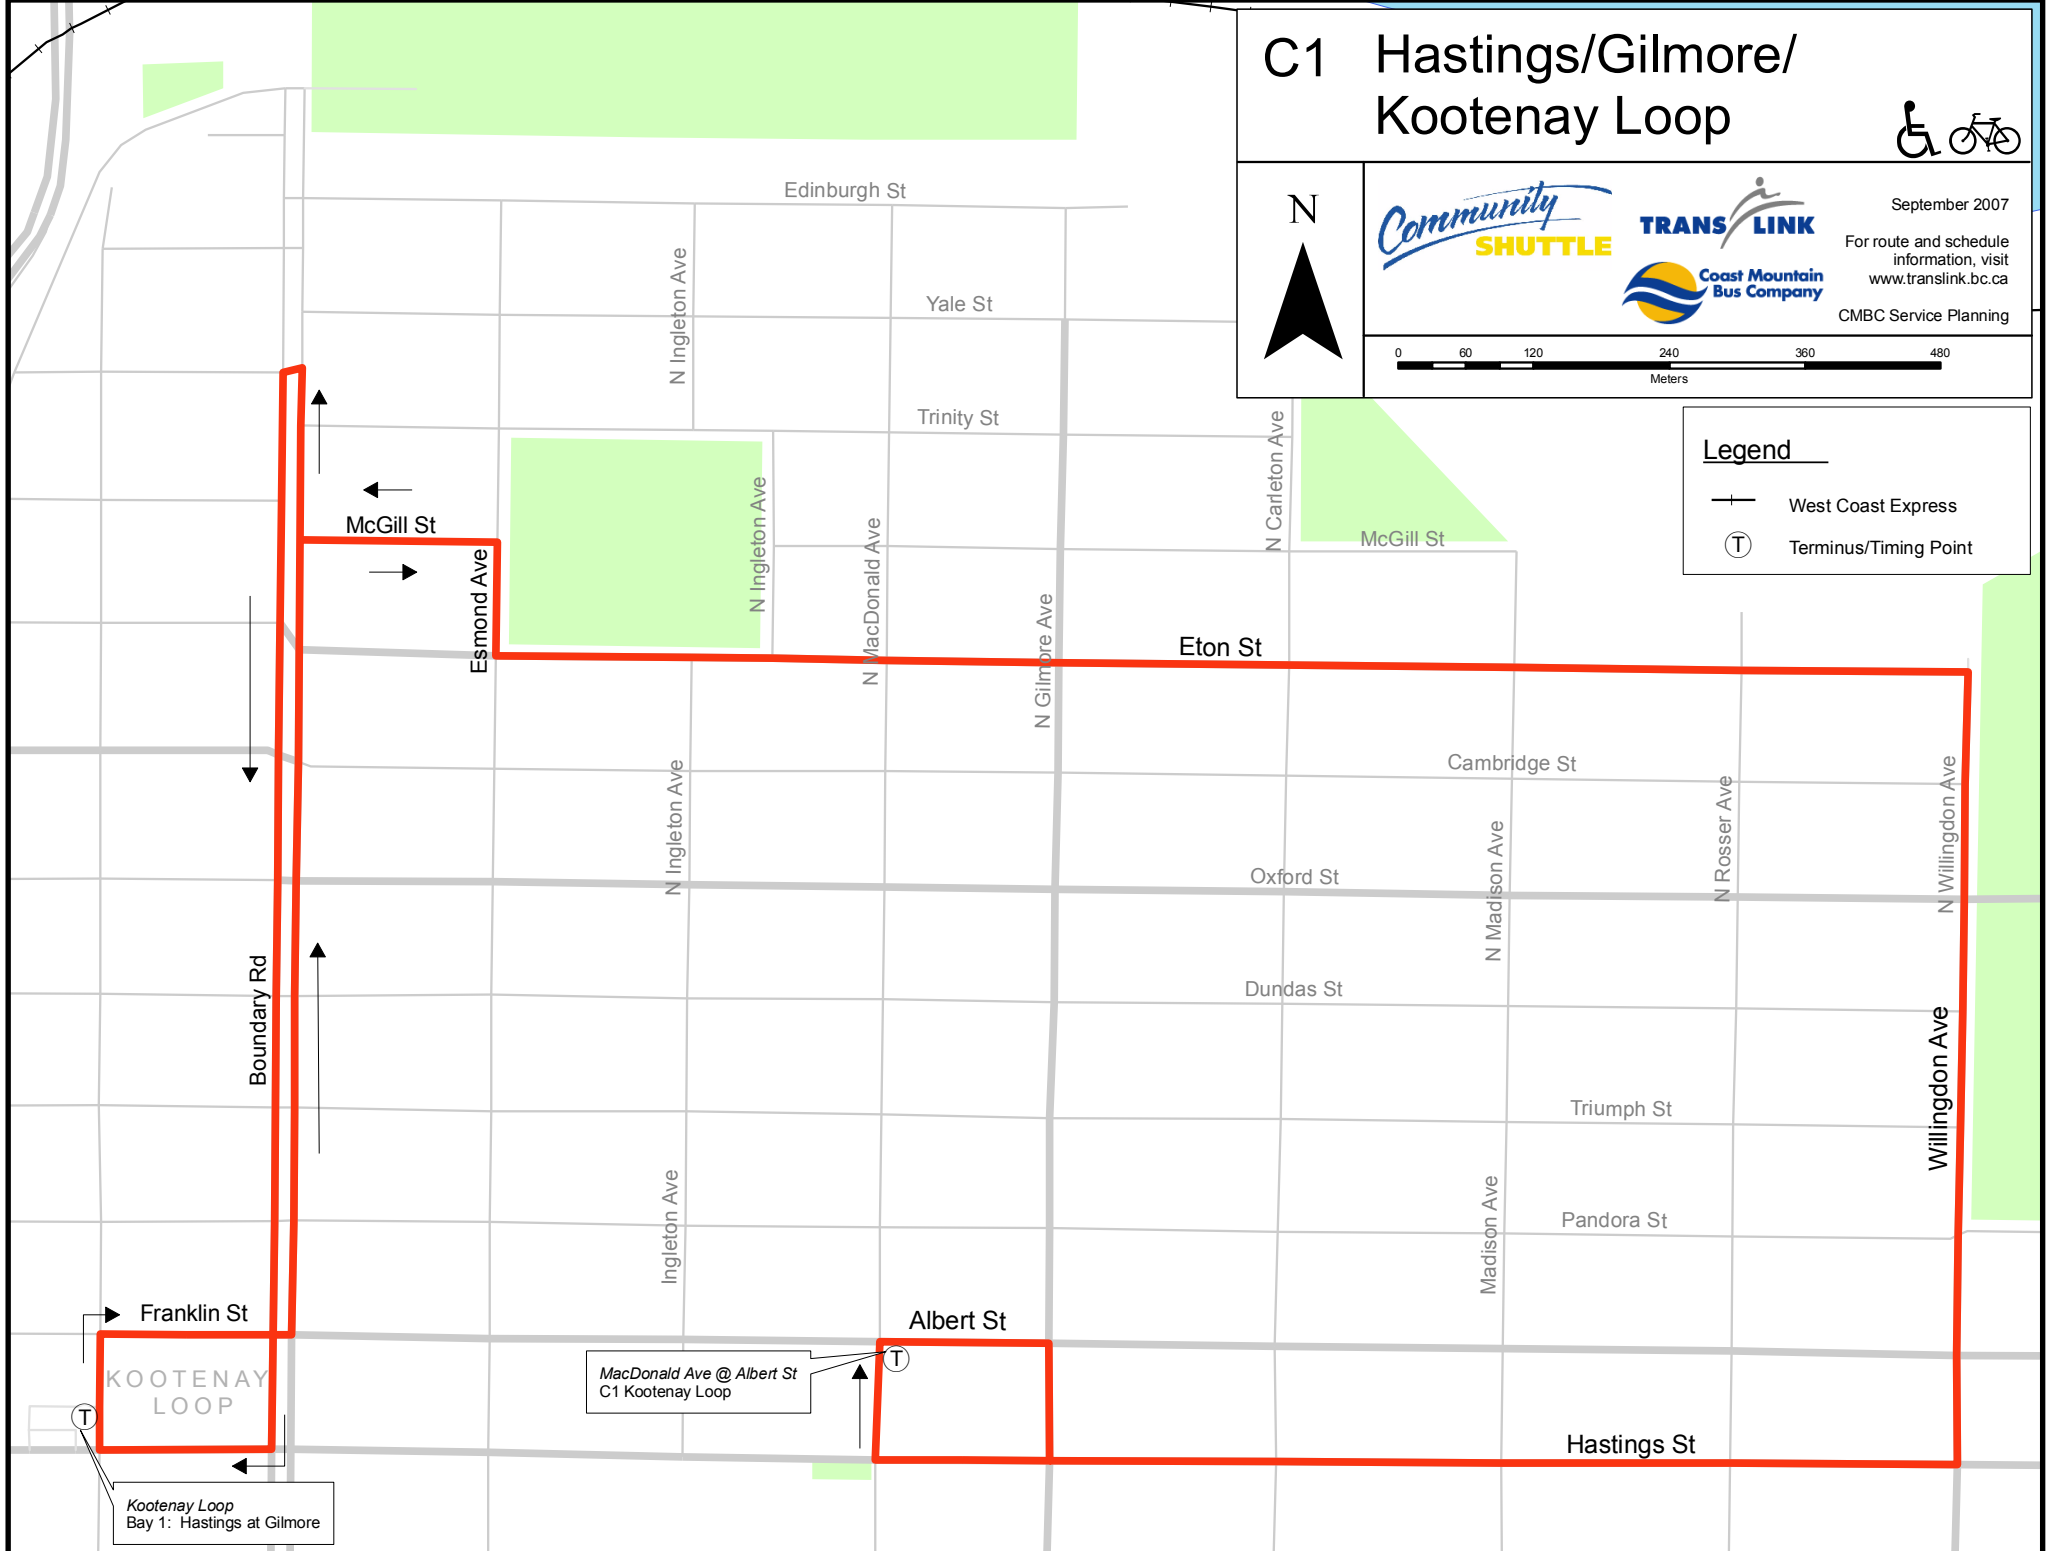 C1 Hastings/Gilmore/
Kootenay Loop
N
Community
SHUTTLE
TRANS LINK
Coast Mountain
Bus Company
September 2007
For route and schedule
information, visit
www.translink.bc.ca
CMBC Service Planning
0 60 120 240 360 480
Meters
Legend
West Coast Express
T Terminus/Timing Point
Edinburgh St
N Ingleton Ave
Yale St
Trinity St
N Carleton Ave
McGill St
Esmond Ave
N Ingleton Ave
N MacDonald Ave
McGill St
N Gilmore Ave
Eton St
Cambridge St
N Ingleton Ave
N Madison Ave
N Rosser Ave
N Willingdon Ave
Oxford St
Boundary Rd
Dundas St
Willingdon Ave
Triumph St
Ingleton Ave
Madison Ave
Pandora St
Franklin St
Albert St
KOOTENAY
LOOP
T
MacDonald Ave @ Albert St
C1 Kootenay Loop
T
Hastings St
Kootenay Loop
Bay 1: Hastings at Gilmore